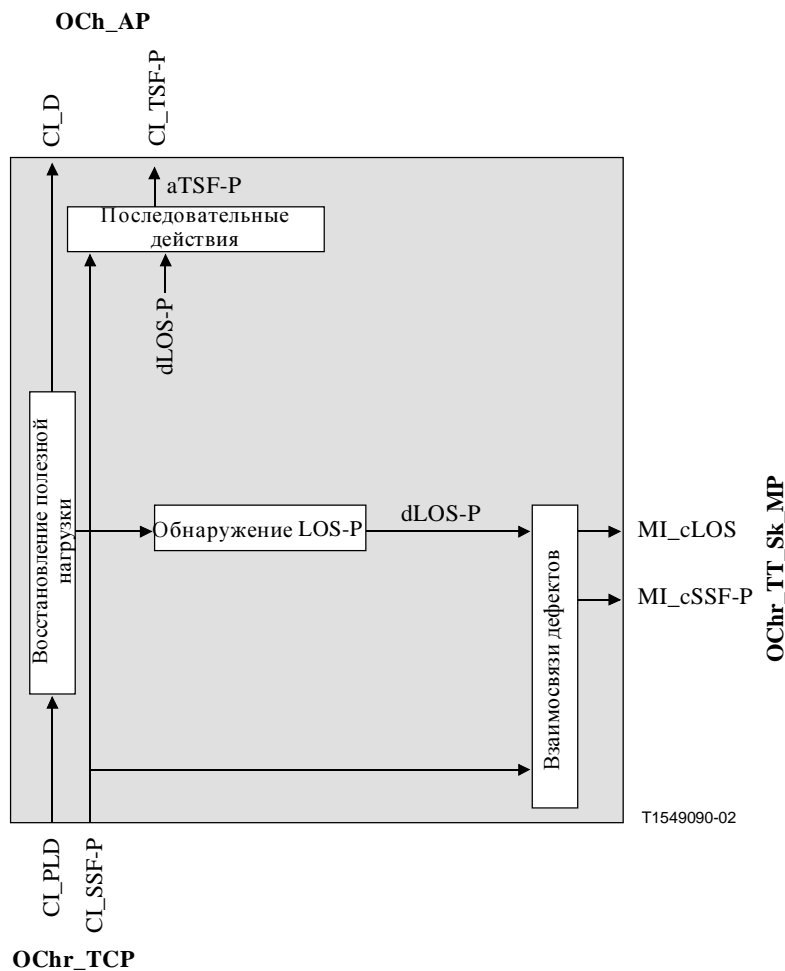 OCh_AP
CI_D
CI_TSF-P
aTSF-P
Последовательные
действия
dLOS-P
Восстановление полезной
нагрузки
Обнаружение LOS-P
dLOS-P
Взаимосвязи дефектов
MI_cLOS
MI_cSSF-P
OChr_TT_Sk_MP
T1549090-02
CI_PLD
CI_SSF-P
OChr_TCP